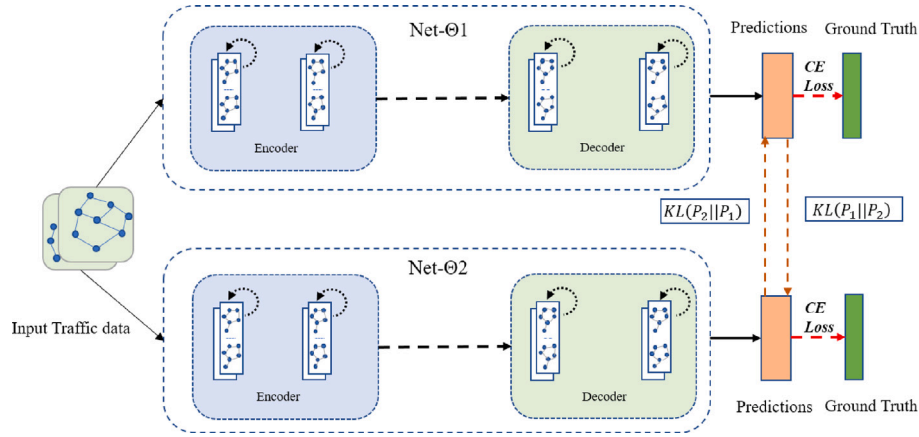 Net-Θ1
Predictions
Ground Truth
CE
Loss
Encoder
Decoder
KL(P₂||P₁)
KL(P₁||P₂)
Input Traffic data
Net-Θ2
CE
Loss
Encoder
Decoder
Predictions
Ground Truth